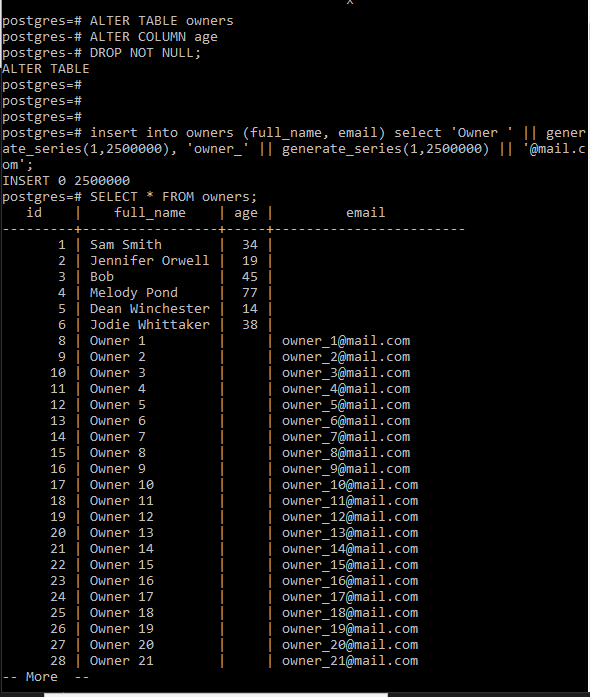 postgres=# ALTER TABLE owners
postgres-# ALTER COLUMN age
postgres-# DROP NOT NULL;
ALTER TABLE
postgres=#
postgres=#
postgres=#
postgres=# insert into owners (full_name, email) select 'Owner ' || gener
ate_series(1,2500000), 'owner_' || generate_series(1,2500000) || '@mail.c
om';
INSERT 0 2500000
postgres=# SELECT * FROM owners;
   id    |    full_name    | age |         email
---------+-----------------+-----+------------------------
       1 | Sam Smith       |  34 |
       2 | Jennifer Orwell |  19 |
       3 | Bob             |  45 |
       4 | Melody Pond     |  77 |
       5 | Dean Winchester |  14 |
       6 | Jodie Whittaker |  38 |
       8 | Owner 1         |     | owner_1@mail.com
       9 | Owner 2         |     | owner_2@mail.com
      10 | Owner 3         |     | owner_3@mail.com
      11 | Owner 4         |     | owner_4@mail.com
      12 | Owner 5         |     | owner_5@mail.com
      13 | Owner 6         |     | owner_6@mail.com
      14 | Owner 7         |     | owner_7@mail.com
      15 | Owner 8         |     | owner_8@mail.com
      16 | Owner 9         |     | owner_9@mail.com
      17 | Owner 10        |     | owner_10@mail.com
      18 | Owner 11        |     | owner_11@mail.com
      19 | Owner 12        |     | owner_12@mail.com
      20 | Owner 13        |     | owner_13@mail.com
      21 | Owner 14        |     | owner_14@mail.com
      22 | Owner 15        |     | owner_15@mail.com
      23 | Owner 16        |     | owner_16@mail.com
      24 | Owner 17        |     | owner_17@mail.com
      25 | Owner 18        |     | owner_18@mail.com
      26 | Owner 19        |     | owner_19@mail.com
      27 | Owner 20        |     | owner_20@mail.com
      28 | Owner 21        |     | owner_21@mail.com
-- More  --